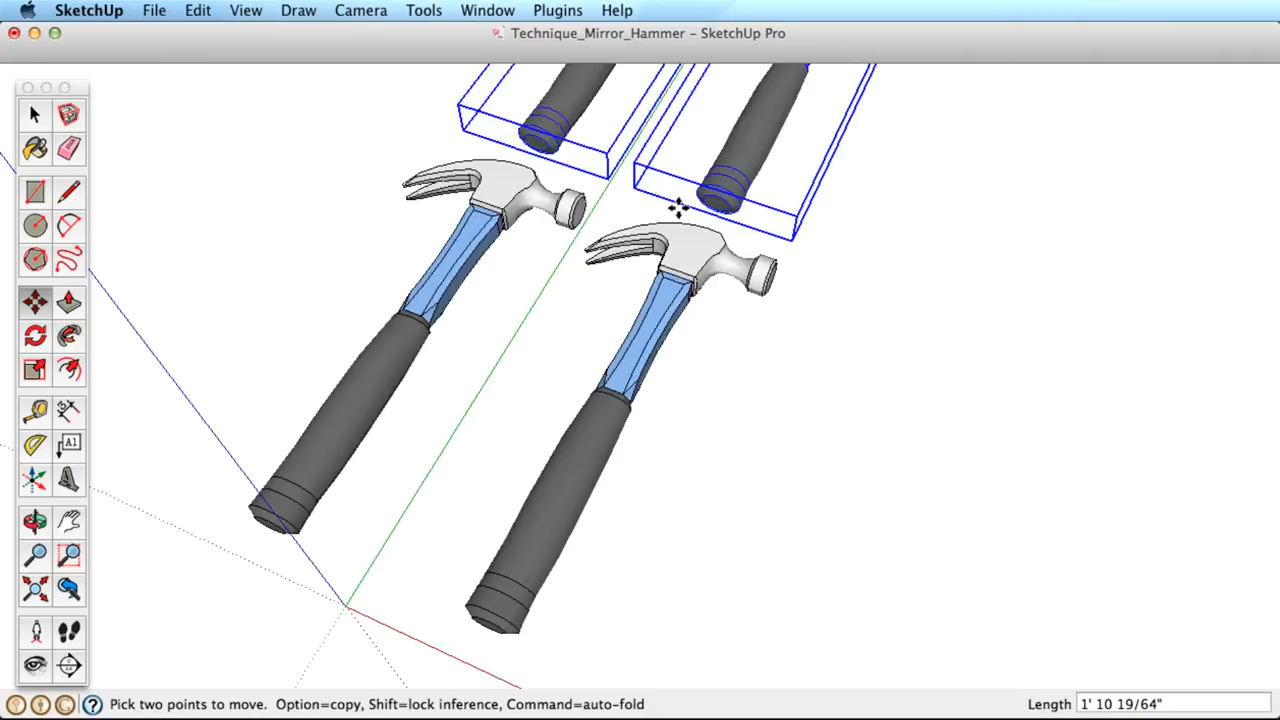 SketchUp File Edit View Draw Camera Tools Window Plugins Help
Technique_Mirror_Hammer - SketchUp Pro
A1
Pick two points to move. Option=copy, Shift=lock inference, Command=auto-fold
Length 1' 10 19/64"